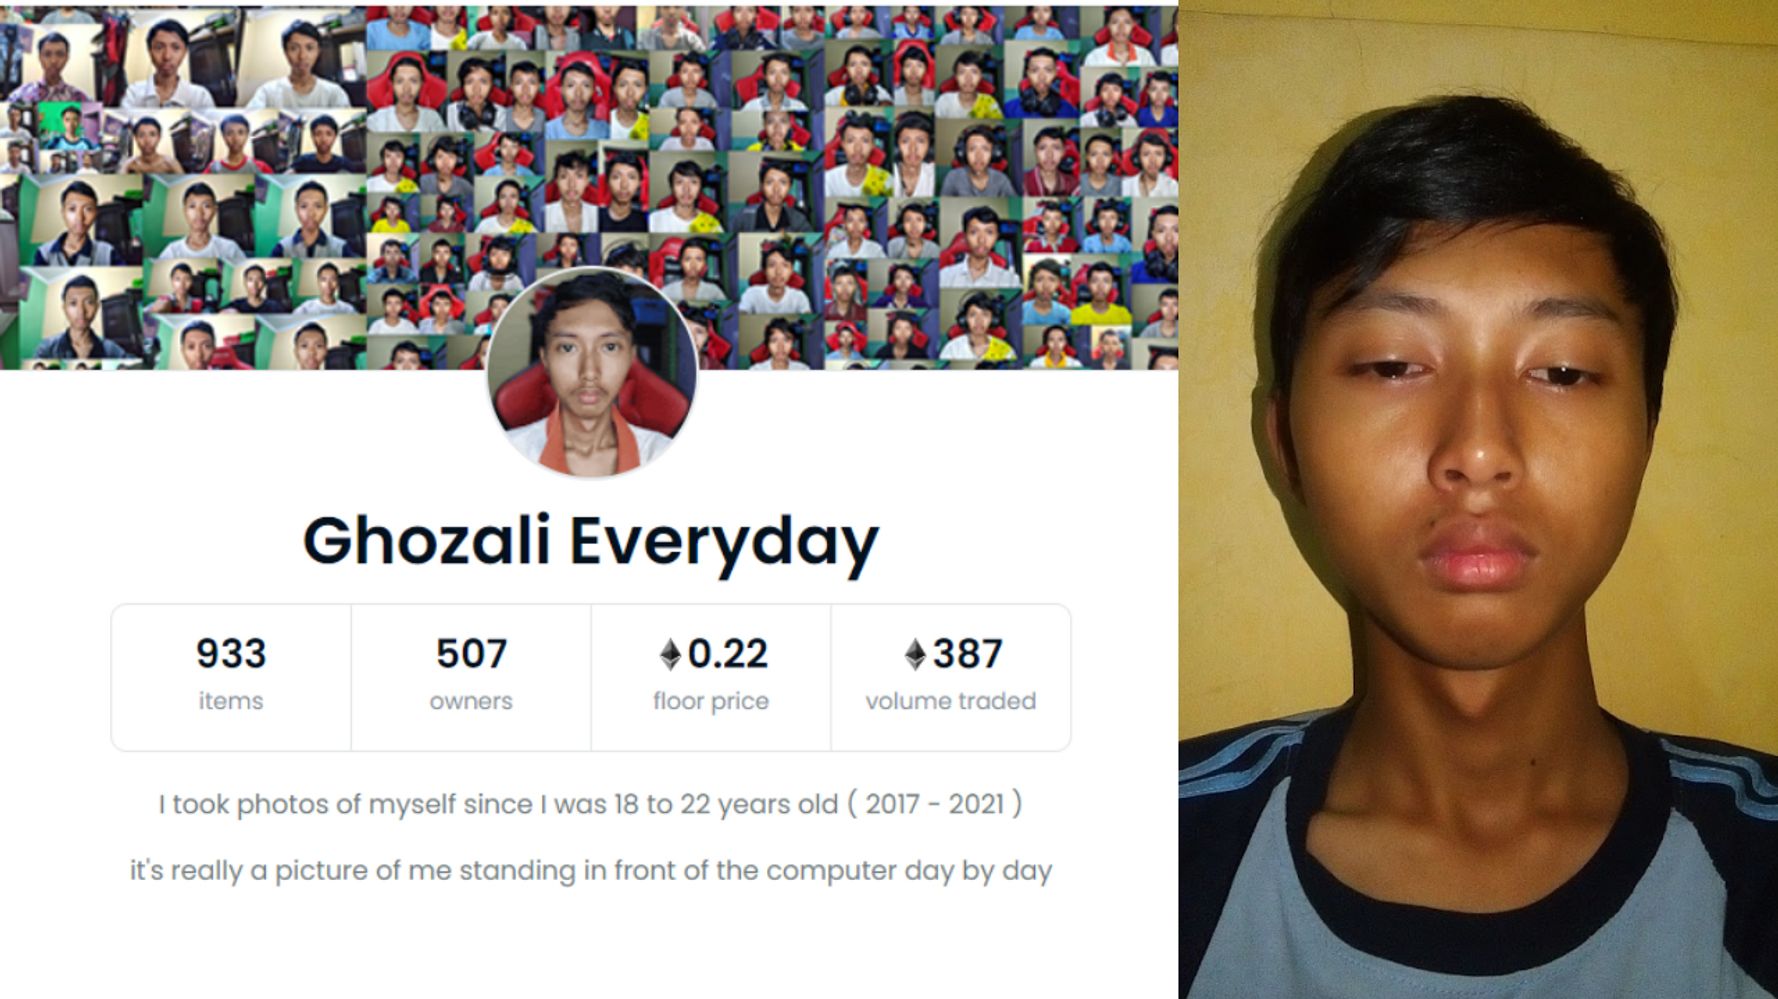 Ghozali Everyday
933 507 0.22 387
items owners floor price volume traded
I took photos of myself since I was 18 to 22 years old ( 2017 - 2021 )
it's really a picture of me standing in front of the computer day by day